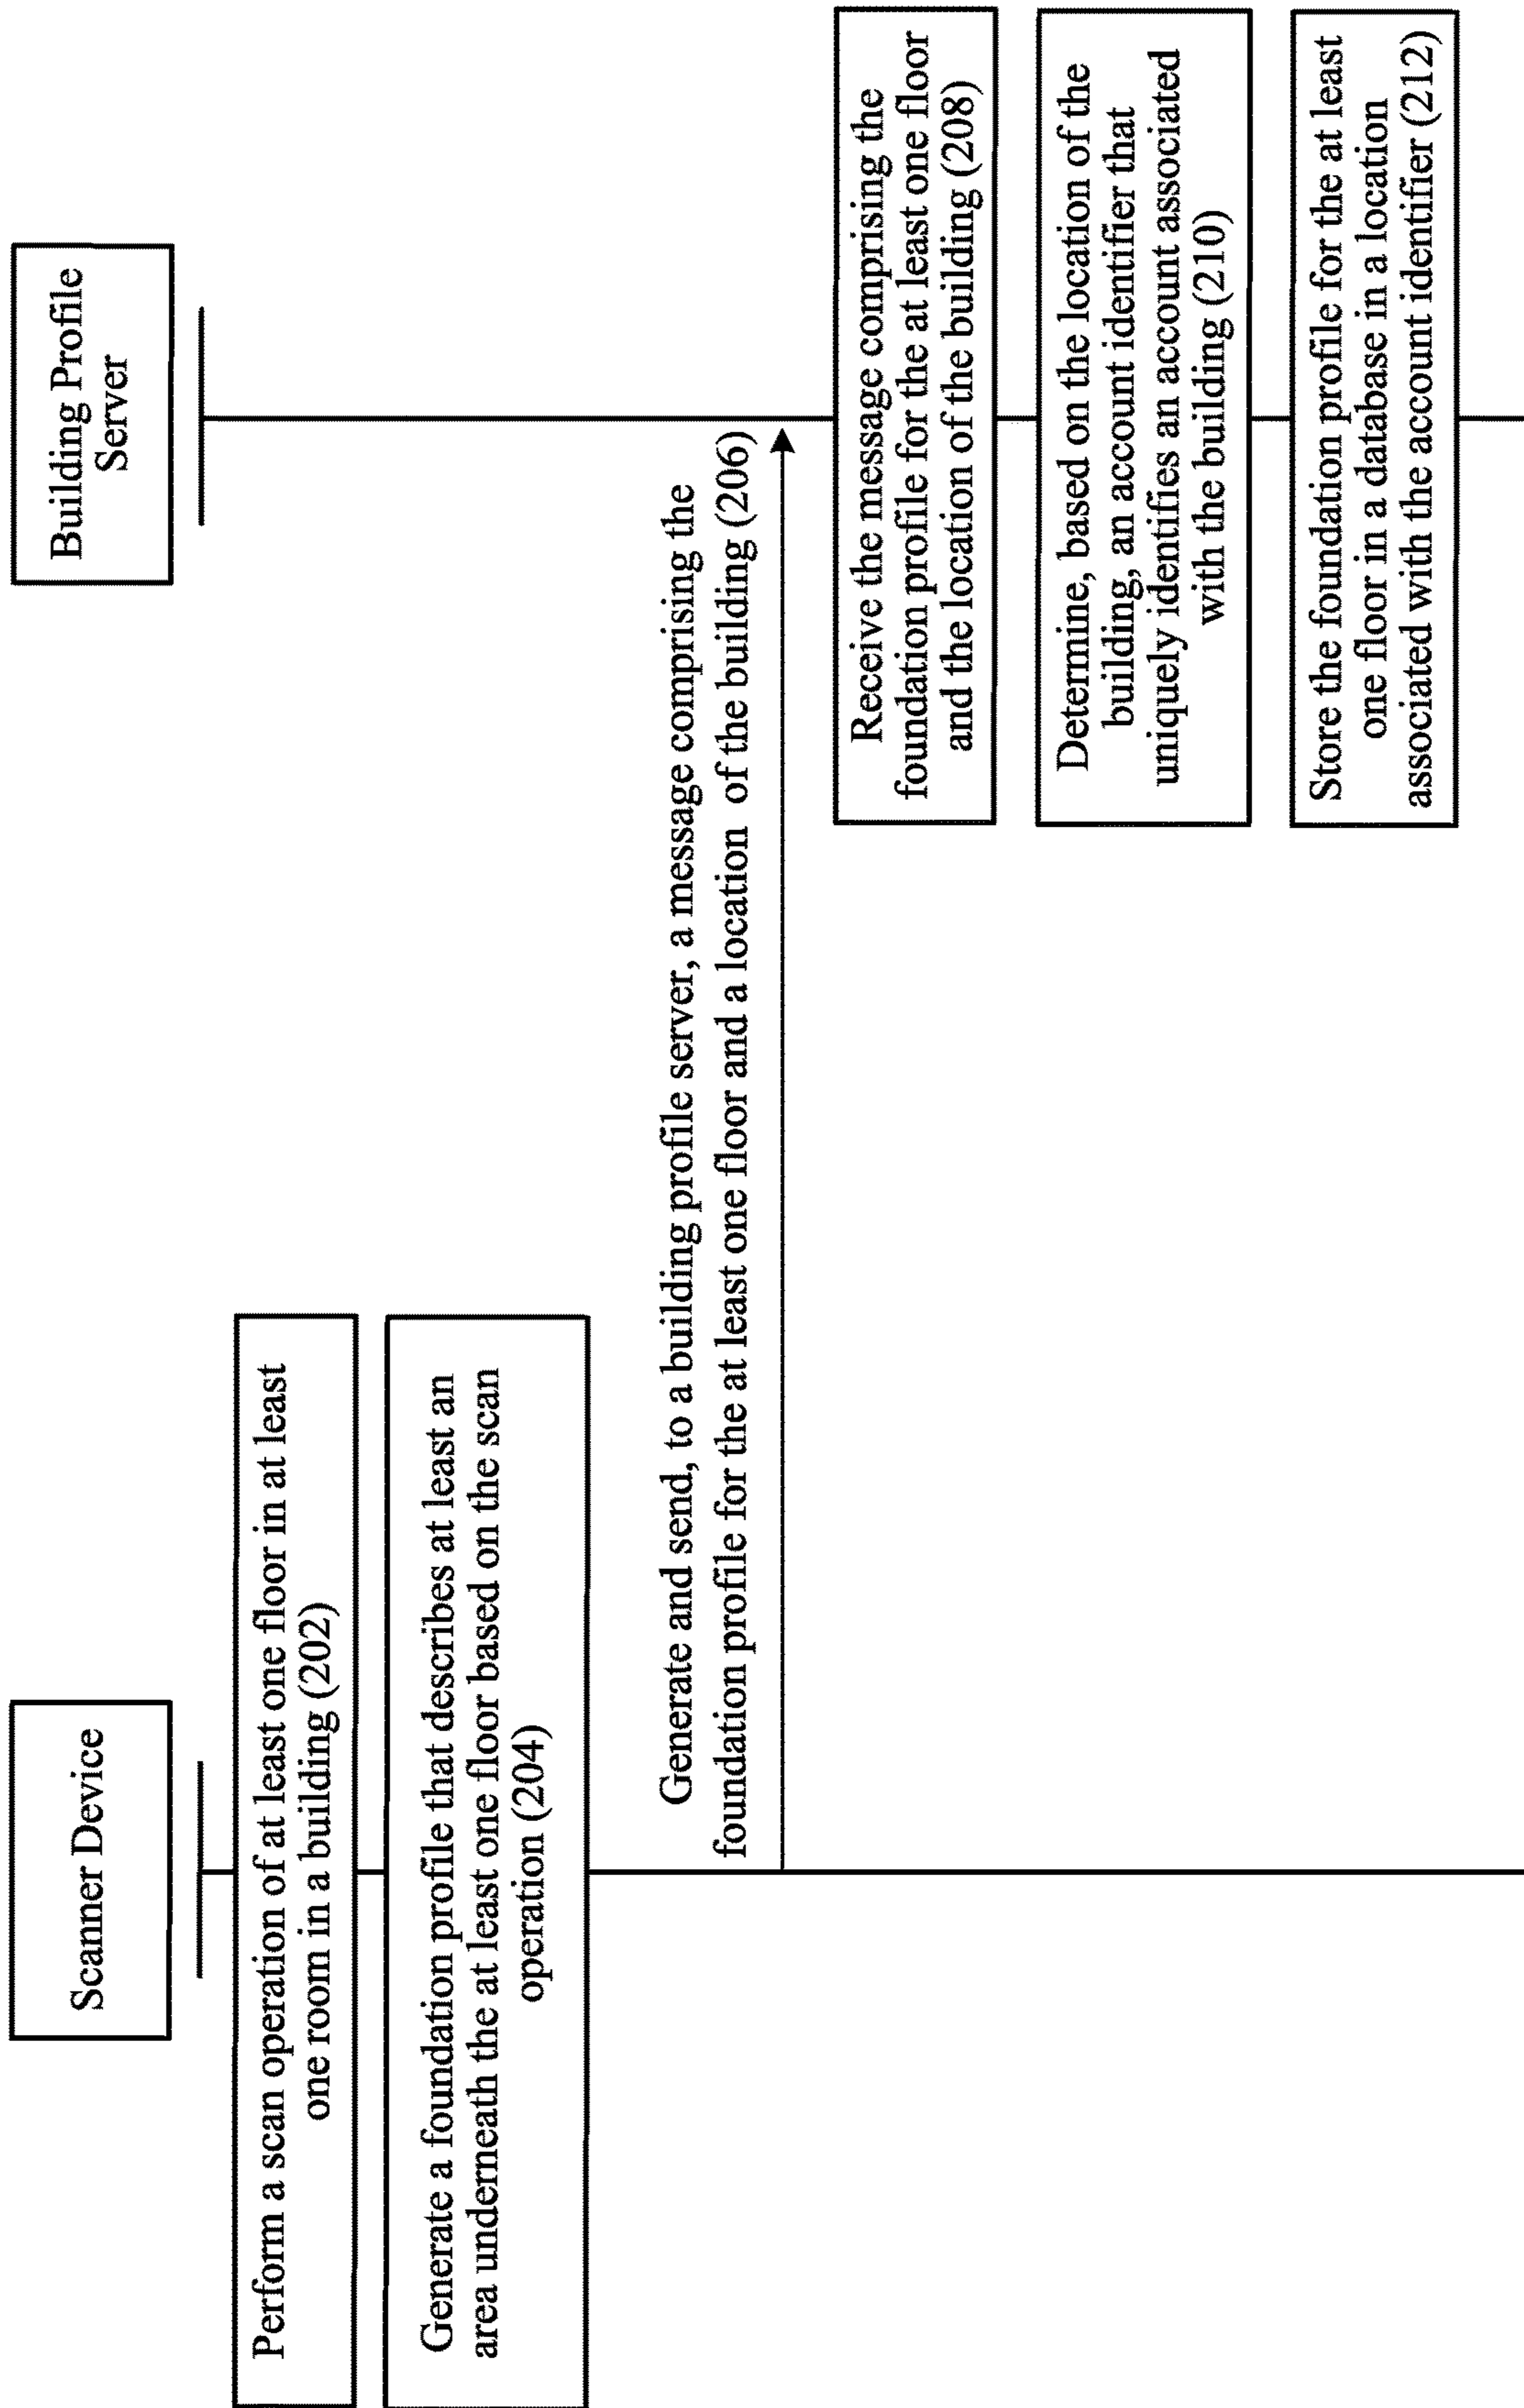 Scanner Device
Building Profile
Server
Perform a scan operation of at least one floor in at least
one room in a building (202)
Generate a foundation profile that describes at least an
area underneath the at least one floor based on the scan
operation (204)
Generate and send, to a building profile server, a message comprising the
foundation profile for the at least one floor and a location of the building (206)
Receive the message comprising the
foundation profile for the at least one floor
and the location of the building (208)
Determine, based on the location of the
building, an account identifier that
uniquely identifies an account associated
with the building (210)
Store the foundation profile for the at least
one floor in a database in a location
associated with the account identifier (212)